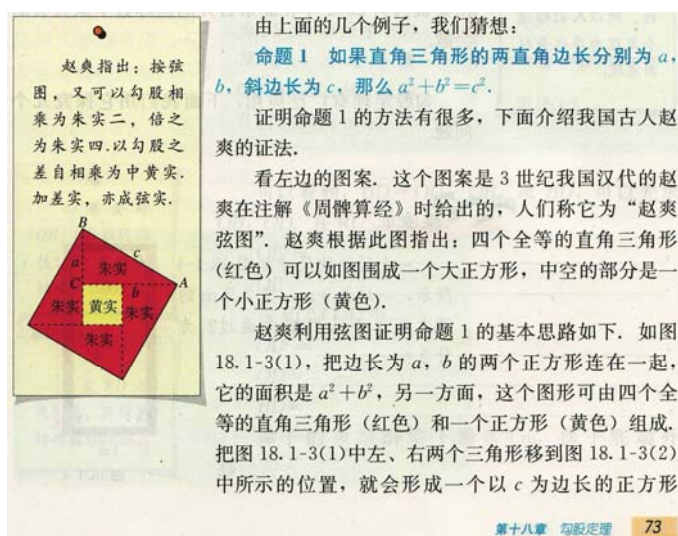 由上面的几个例子，我们猜想：
命题1 如果直角三角形的两直角边长分别为a，
b，斜边长为c，那么a²+b²=c².
证明命题1的方法有很多，下面介绍我国古人赵
爽的证法.
看左边的图案. 这个图案是3世纪我国汉代的赵
爽在注解《周髀算经》时给出的，人们称它为“赵爽
弦图”. 赵爽根据此图指出：四个全等的直角三角形
(红色) 可以如图围成一个大正方形，中空的部分是一
个小正方形 (黄色).
赵爽利用弦图证明命题1的基本思路如下. 如图
18.1-3(1)，把边长为a，b的两个正方形连在一起，
它的面积是a²+b²，另一方面，这个图形可由四个全
等的直角三角形 (红色) 和一个正方形 (黄色) 组成.
把图18.1-3(1)中左、右两个三角形移到图18.1-3(2)
中所示的位置，就会形成一个以c为边长的正方形
赵爽指出：按弦
图，又可以勾股相
乘为朱实二，倍之
为朱实四.以勾股之
差自相乘为中黄实.
加差实，亦成弦实.
B
a
c
朱实
C
b
A
朱实
黄实
朱实
朱实
第十八章 勾股定理 73